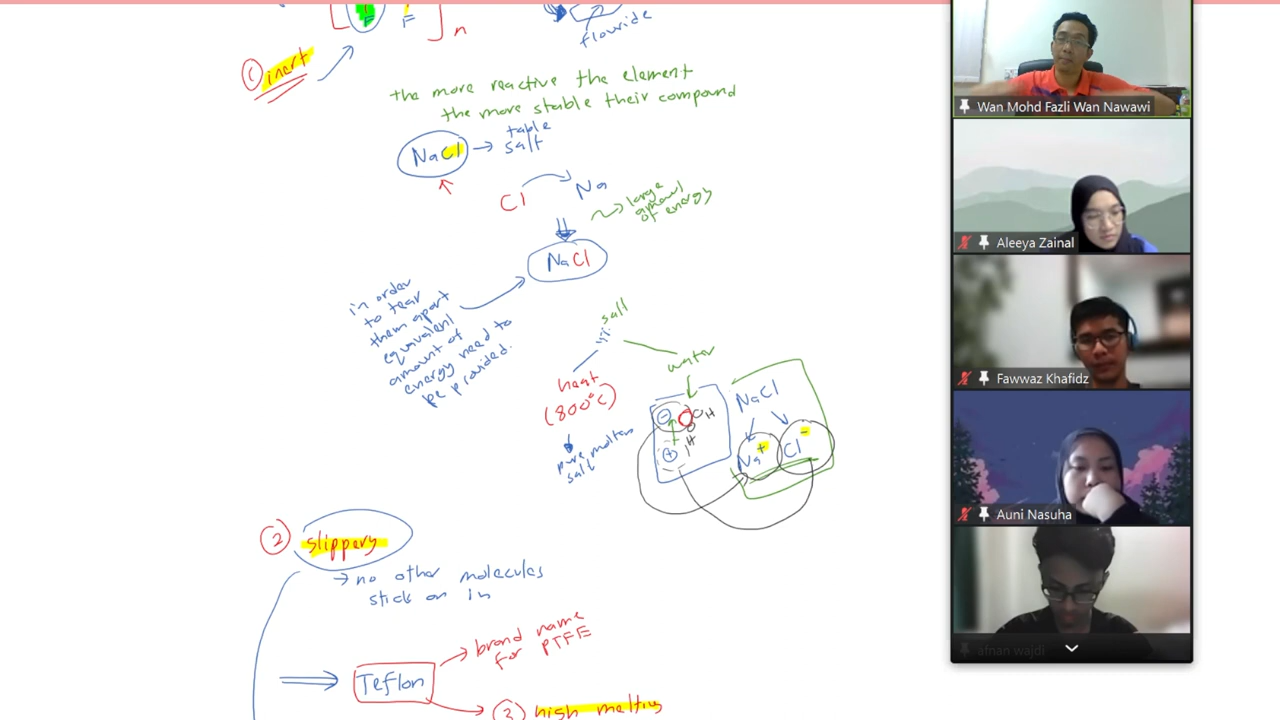 F
F
n
flouride
① inert
the more reactive the element
the more stable their compound
NaCl → table
salt
Cl Na
large
amount
of energy
NaCl
in order
to tear
them apart
equivalent
amount of
energy need to
be provided.
salt
heat
(800°C)
pure molten
salt
water
- O H
H
+
NaCl
Na+ Cl-
② slippery
→ no other molecules
stick on in
Teflon
→ brand name
for PTFE
③ high melting
Wan Mohd Fazli Wan Nawawi
Aleeya Zainal
Fawwaz Khafidz
Auni Nasuha
afnan wajdi